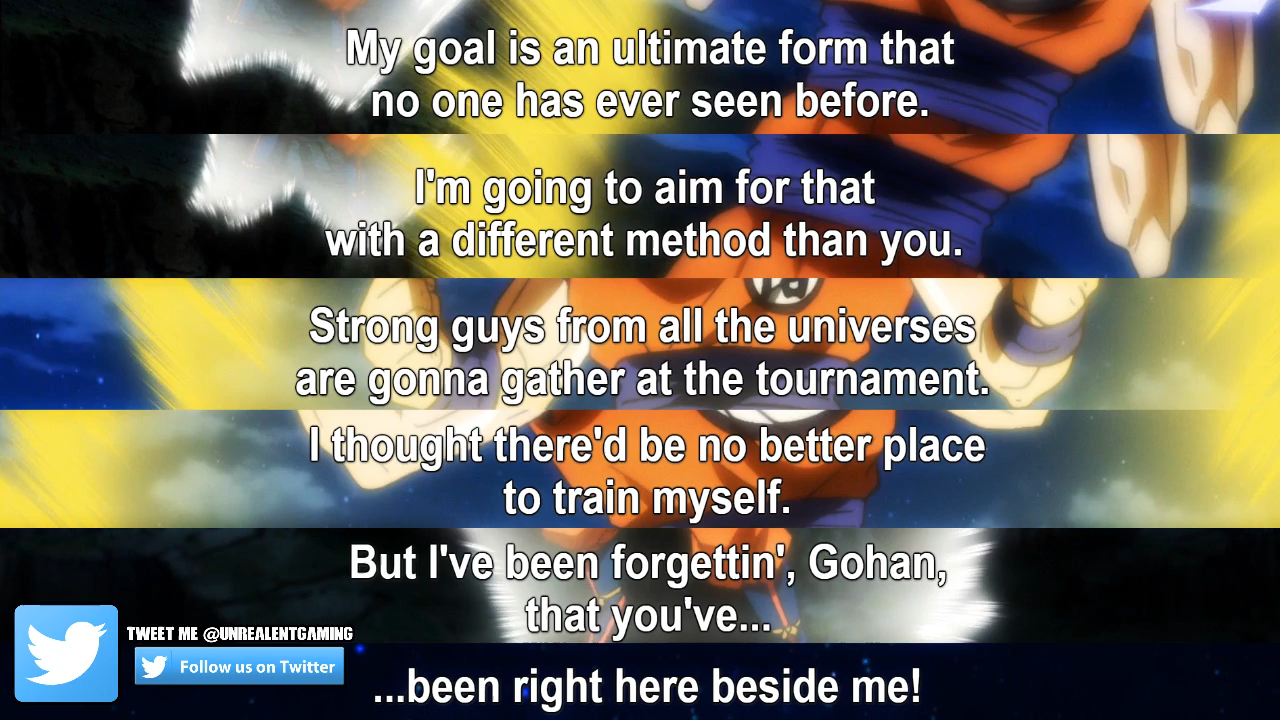 My goal is an ultimate form that
no one has ever seen before.
I'm going to aim for that
with a different method than you.
Strong guys from all the universes
are gonna gather at the tournament.
I thought there'd be no better place
to train myself.
But I've been forgettin', Gohan,
that you've...
TWEET ME @UNREALENTGAMING
Follow us on Twitter
...been right here beside me!